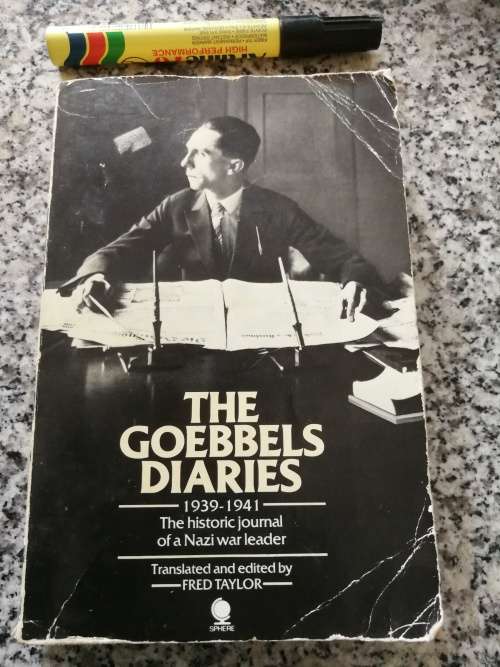 HIGH PERFORMANCE
THE
GOEBBELS
DIARIES
1939-1941
The historic journal
of a Nazi war leader
Translated and edited by
FRED TAYLOR
SPHERE